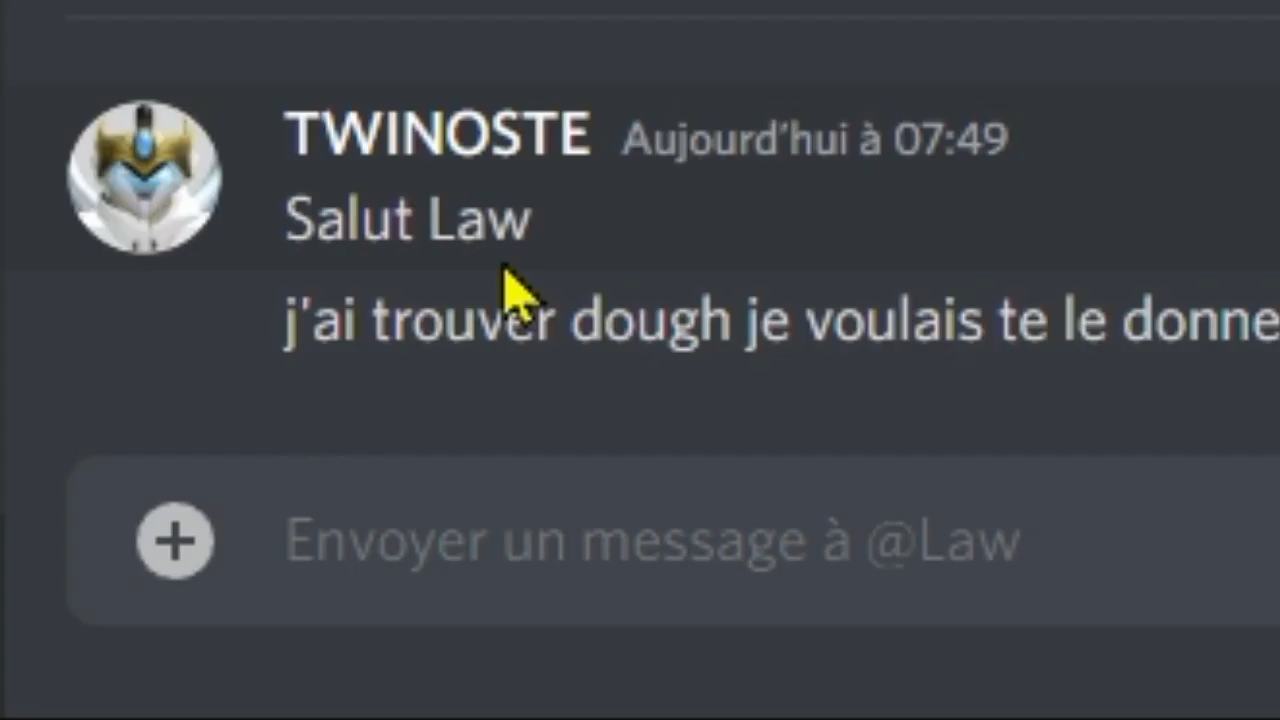 TWINOSTE Aujourd'hui à 07:49
Salut Law
j'ai trouver dough je voulais te le donne
Envoyer un message à @Law